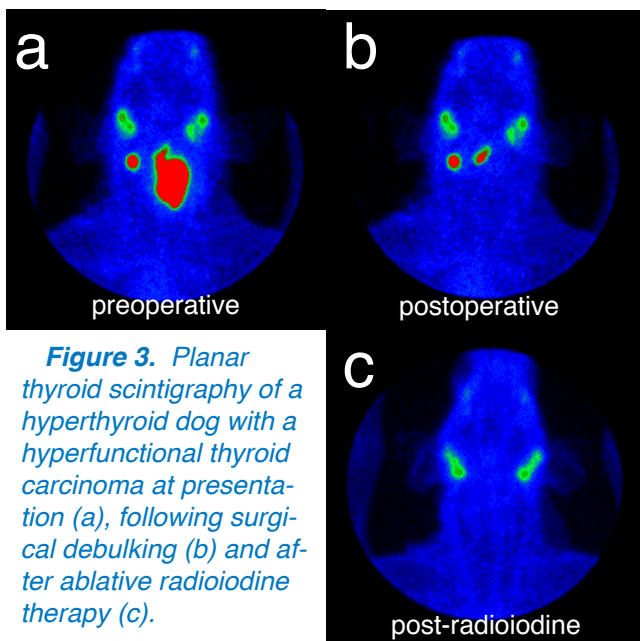 a
b
preoperative
postoperative
Figure 3. Planar
thyroid scintigraphy of a
hyperthyroid dog with a
hyperfunctional thyroid
carcinoma at presenta-
tion (a), following surgi-
cal debulking (b) and af-
ter ablative radioiodine
therapy (c).
c
post-radioiodine